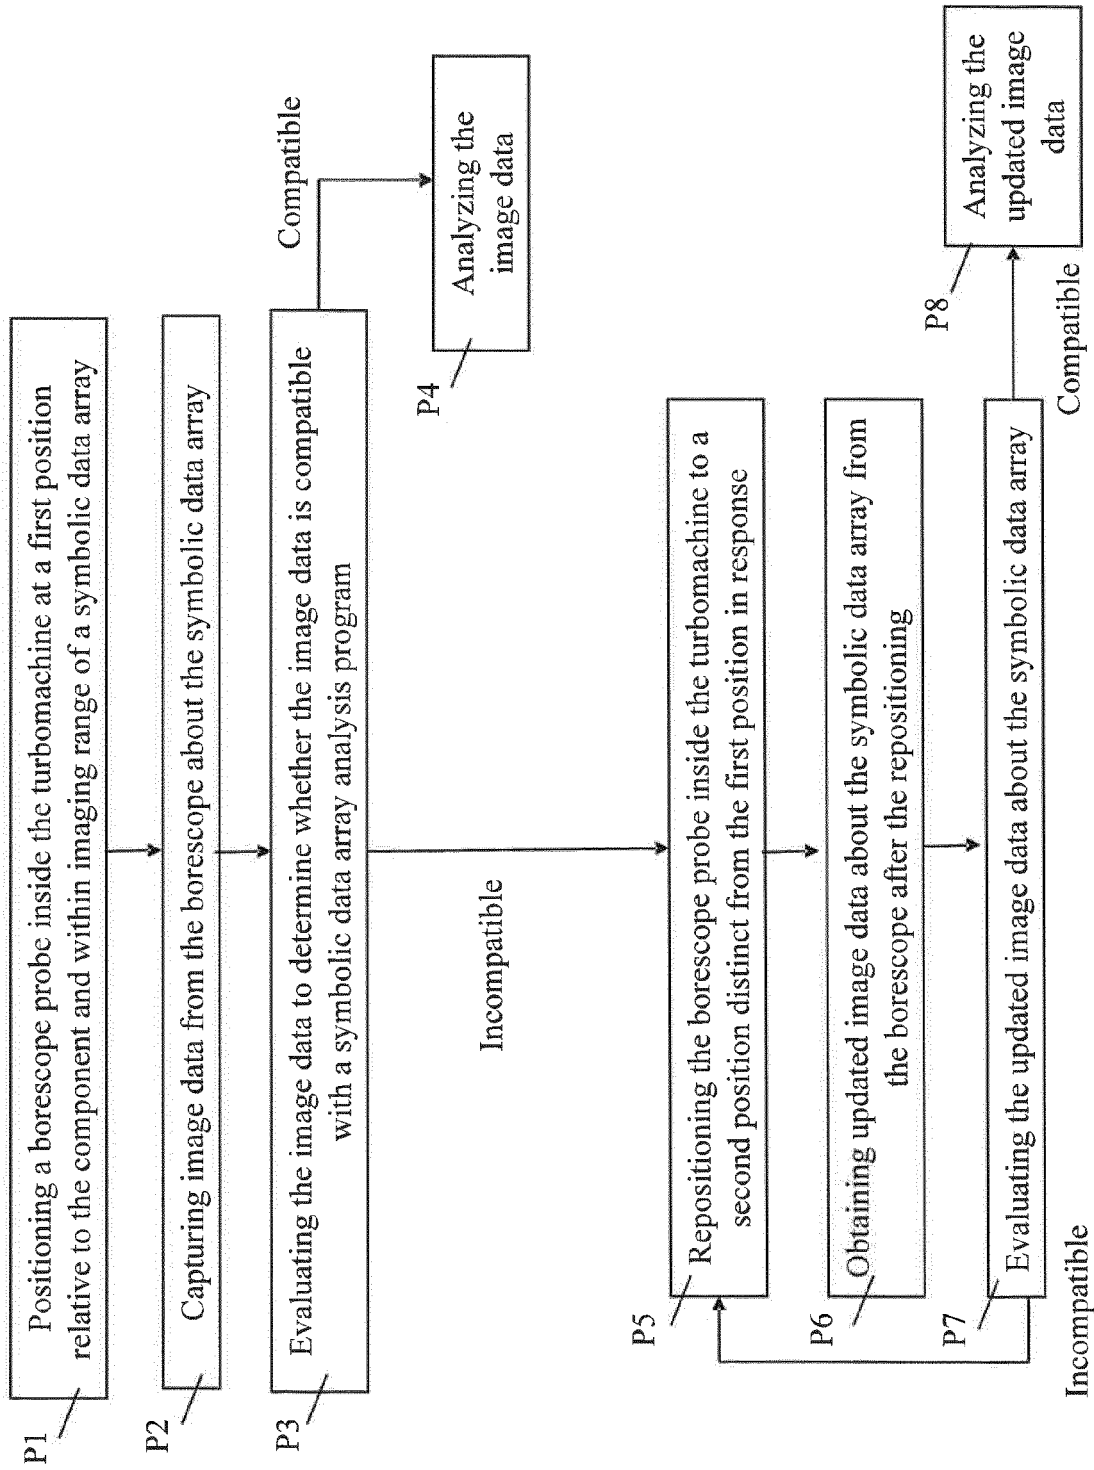 P1
Positioning a borescope probe inside the turbomachine at a first position
relative to the component and within imaging range of a symbolic data array
P2
Capturing image data from the borescope about the symbolic data array
P3
Evaluating the image data to determine whether the image data is compatible
with a symbolic data array analysis program
Compatible
P4
Analyzing the
image data
Incompatible
P5
Repositioning the borescope probe inside the turbomachine to a
second position distinct from the first position in response
P6
Obtaining updated image data about the symbolic data array from
the borescope after the repositioning
P7
Evaluating the updated image data about the symbolic data array
Incompatible
Compatible
P8
Analyzing the
updated image
data